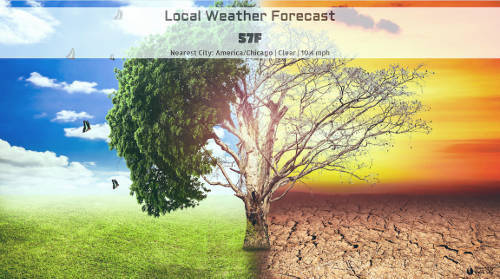 Local Weather Forecast
57F
Nearest City: America/Chicago | Clear | 10.4 mph